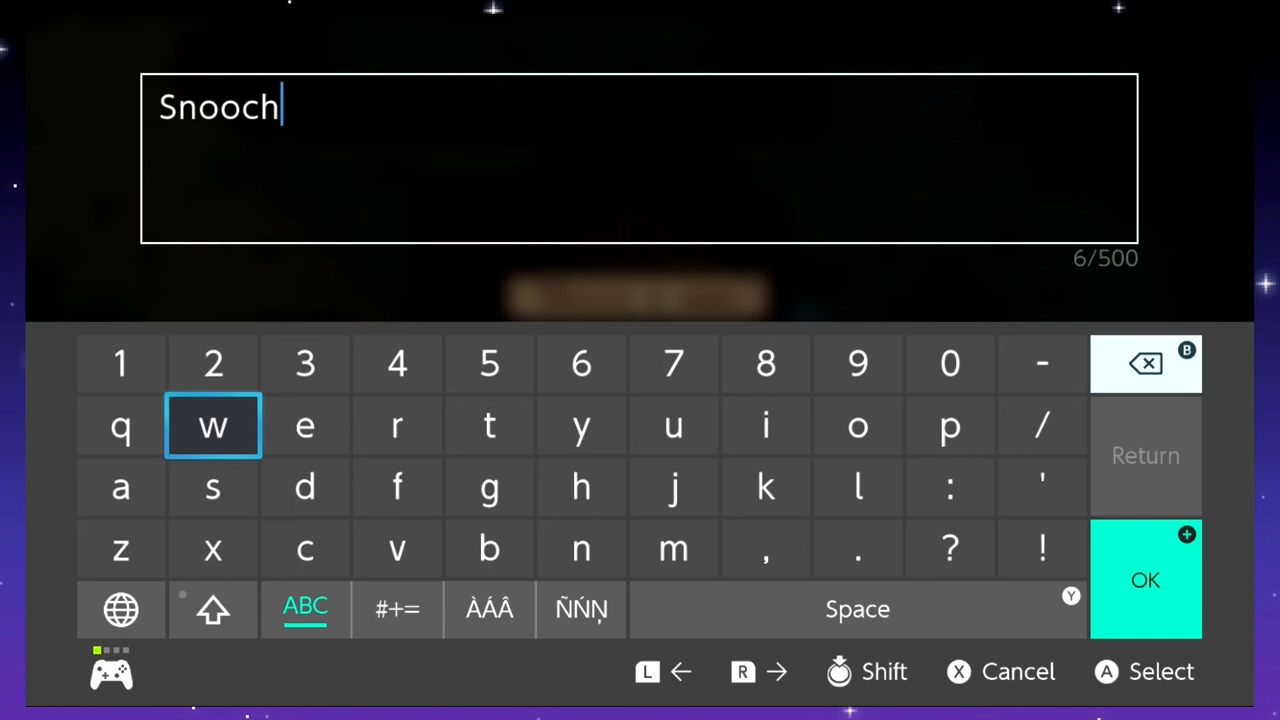 Snooch
6/500
1 2 3 4 5 6 7 8 9 0 - B
q w e r t y u i o p / Return
a s d f g h j k l : '
z x c v b n m , . ? ! + OK
ABC #+= ÀÁÂ ÑŃŅ Space Y
L ← R → Shift X Cancel A Select